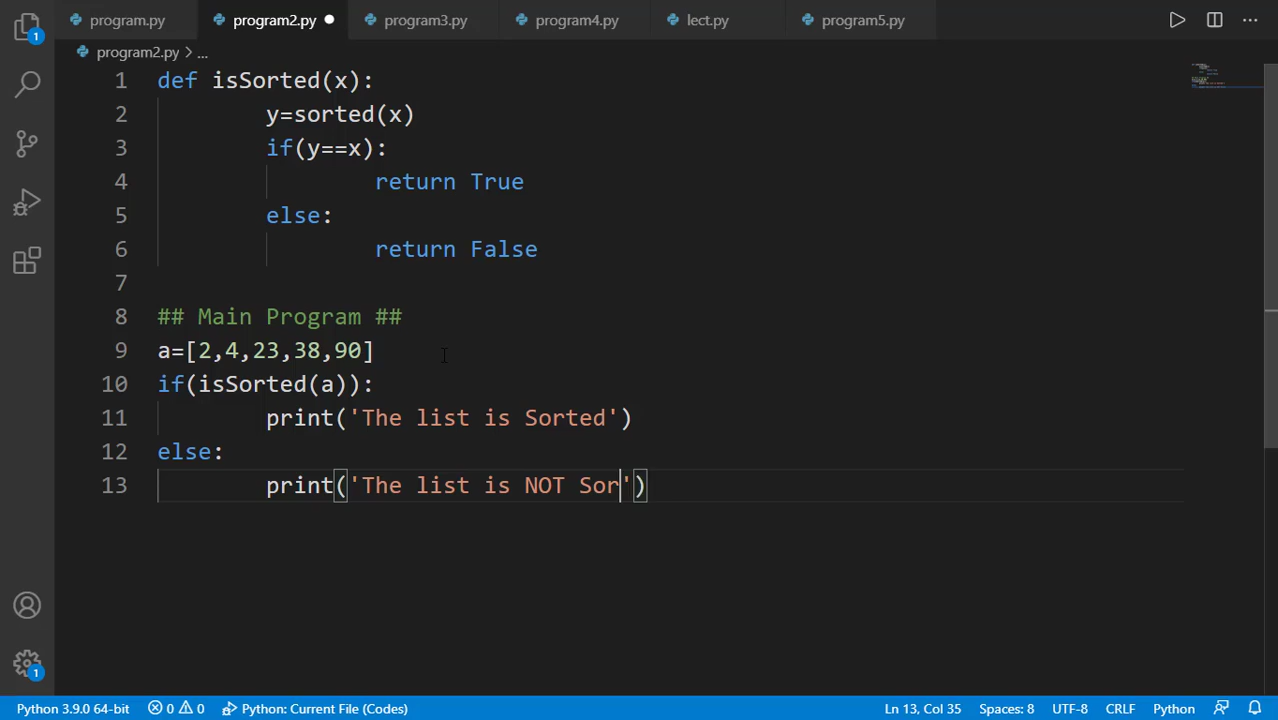 program.py program2.py program3.py program4.py lect.py program5.py
program2.py > ...
1 def isSorted(x):
2 y=sorted(x)
3 if(y==x):
4 return True
5 else:
6 return False
7
8 ## Main Program ##
9 a=[2,4,23,38,90]
10 if(isSorted(a)):
11 print('The list is Sorted')
12 else:
13 print('The list is NOT Sor')
1
1
Python 3.9.0 64-bit 0 0 Python: Current File (Codes) Ln 13, Col 35 Spaces: 8 UTF-8 CRLF Python